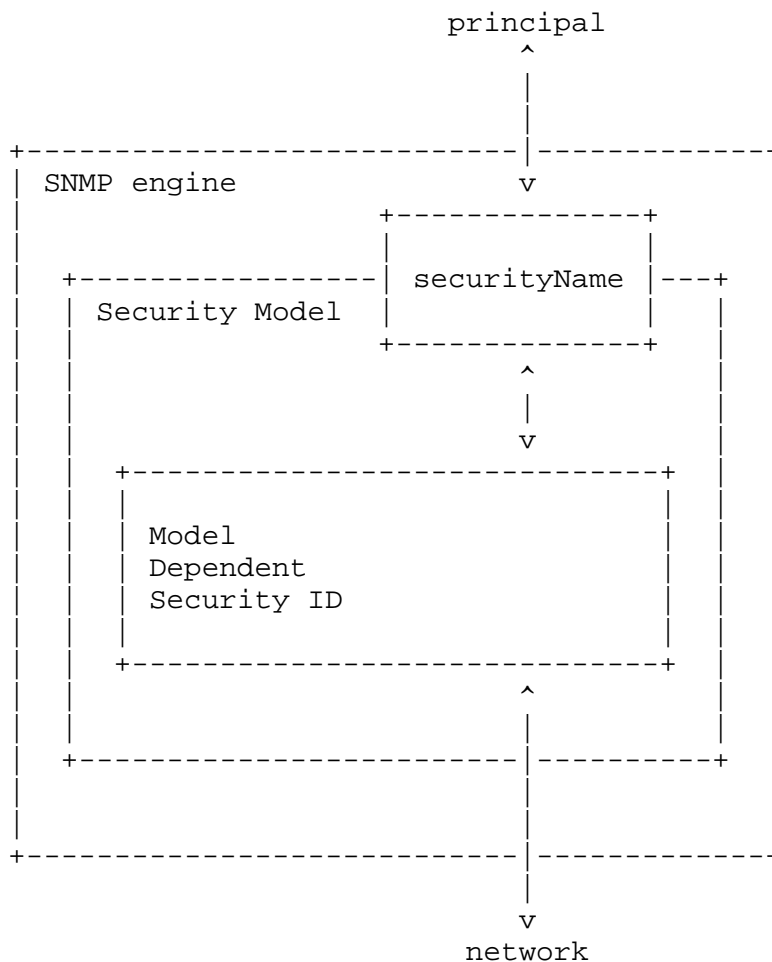 principal
SNMP engine
securityName
Security Model
Model
Dependent
Security ID
network